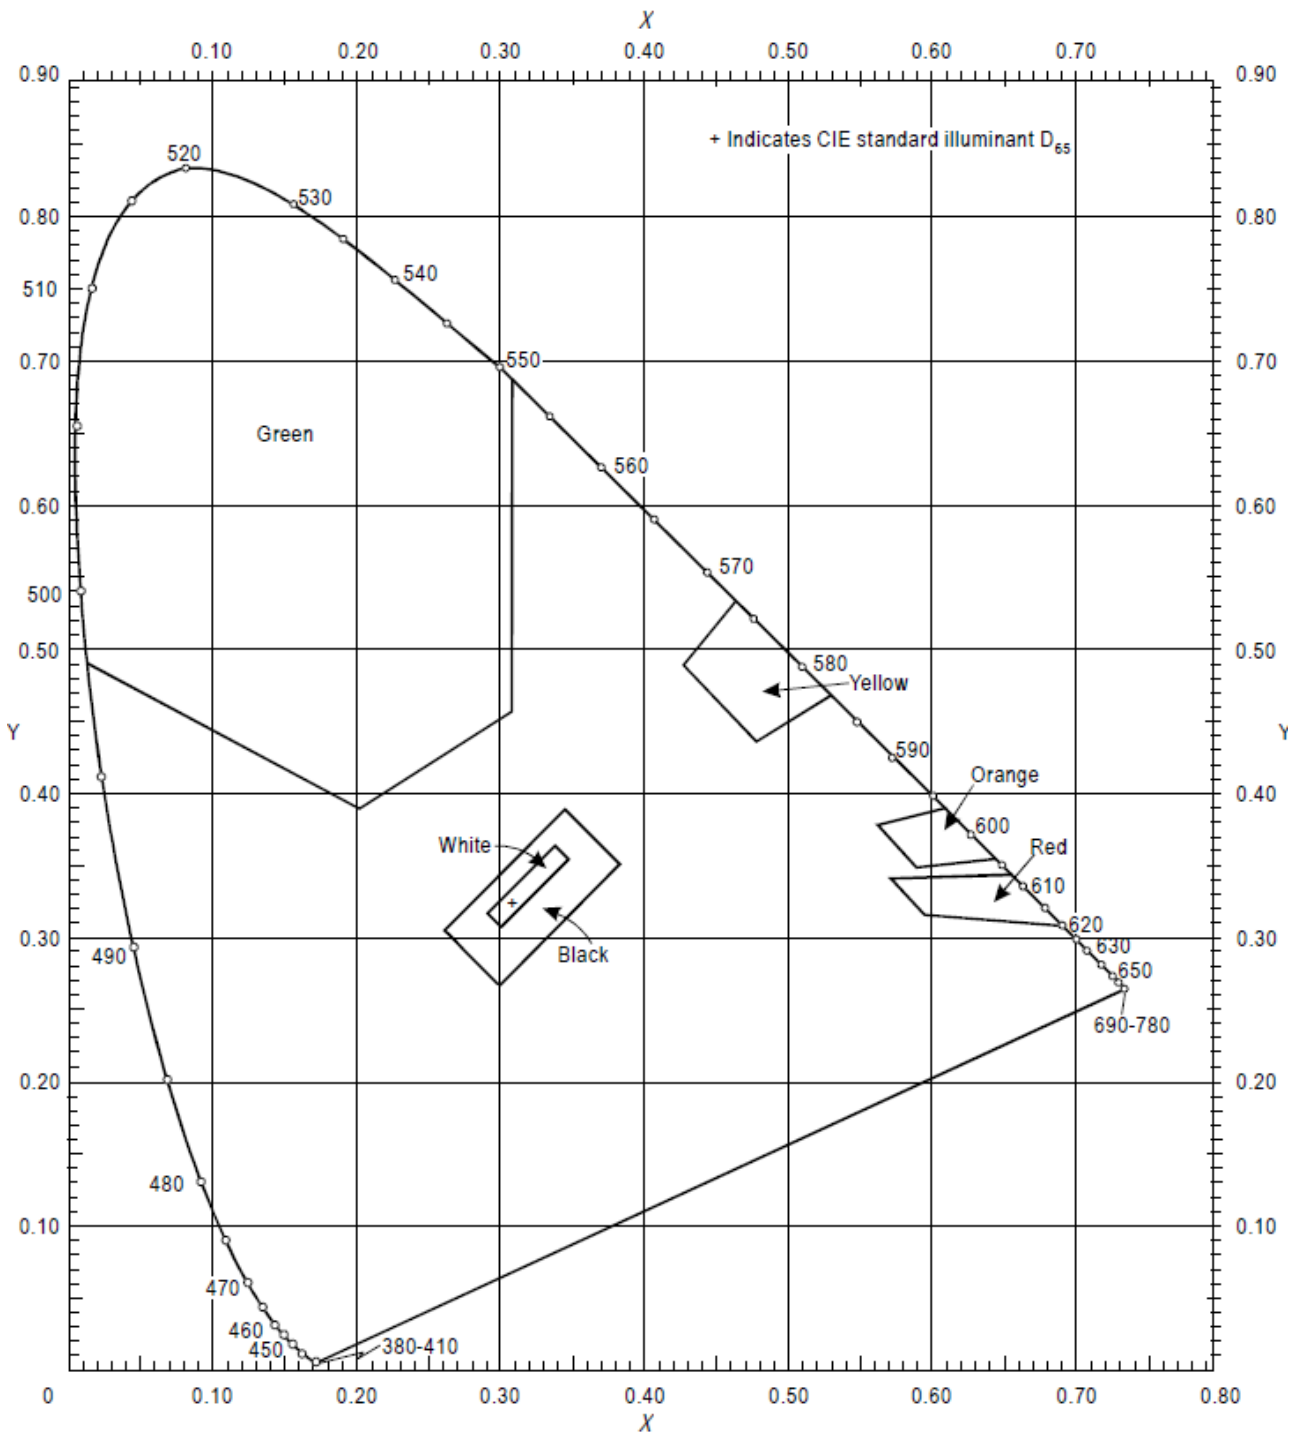 X
0.10 0.20 0.30 0.40 0.50 0.60 0.70
0.90 0.90
+ Indicates CIE standard illuminant D65
520
530
0.80 0.80
540
510
550
0.70 0.70
Green
560
0.60 0.60
570
500
0.50 0.50
580
Yellow
Y Y
590
Orange
0.40 0.40
600
White Red
610
620
0.30 0.30
630
Black
490
650
690-780
0.20 0.20
480
0.10 0.10
470
460
450 380-410
0 0.10 0.20 0.30 0.40 0.50 0.60 0.70 0.80
X